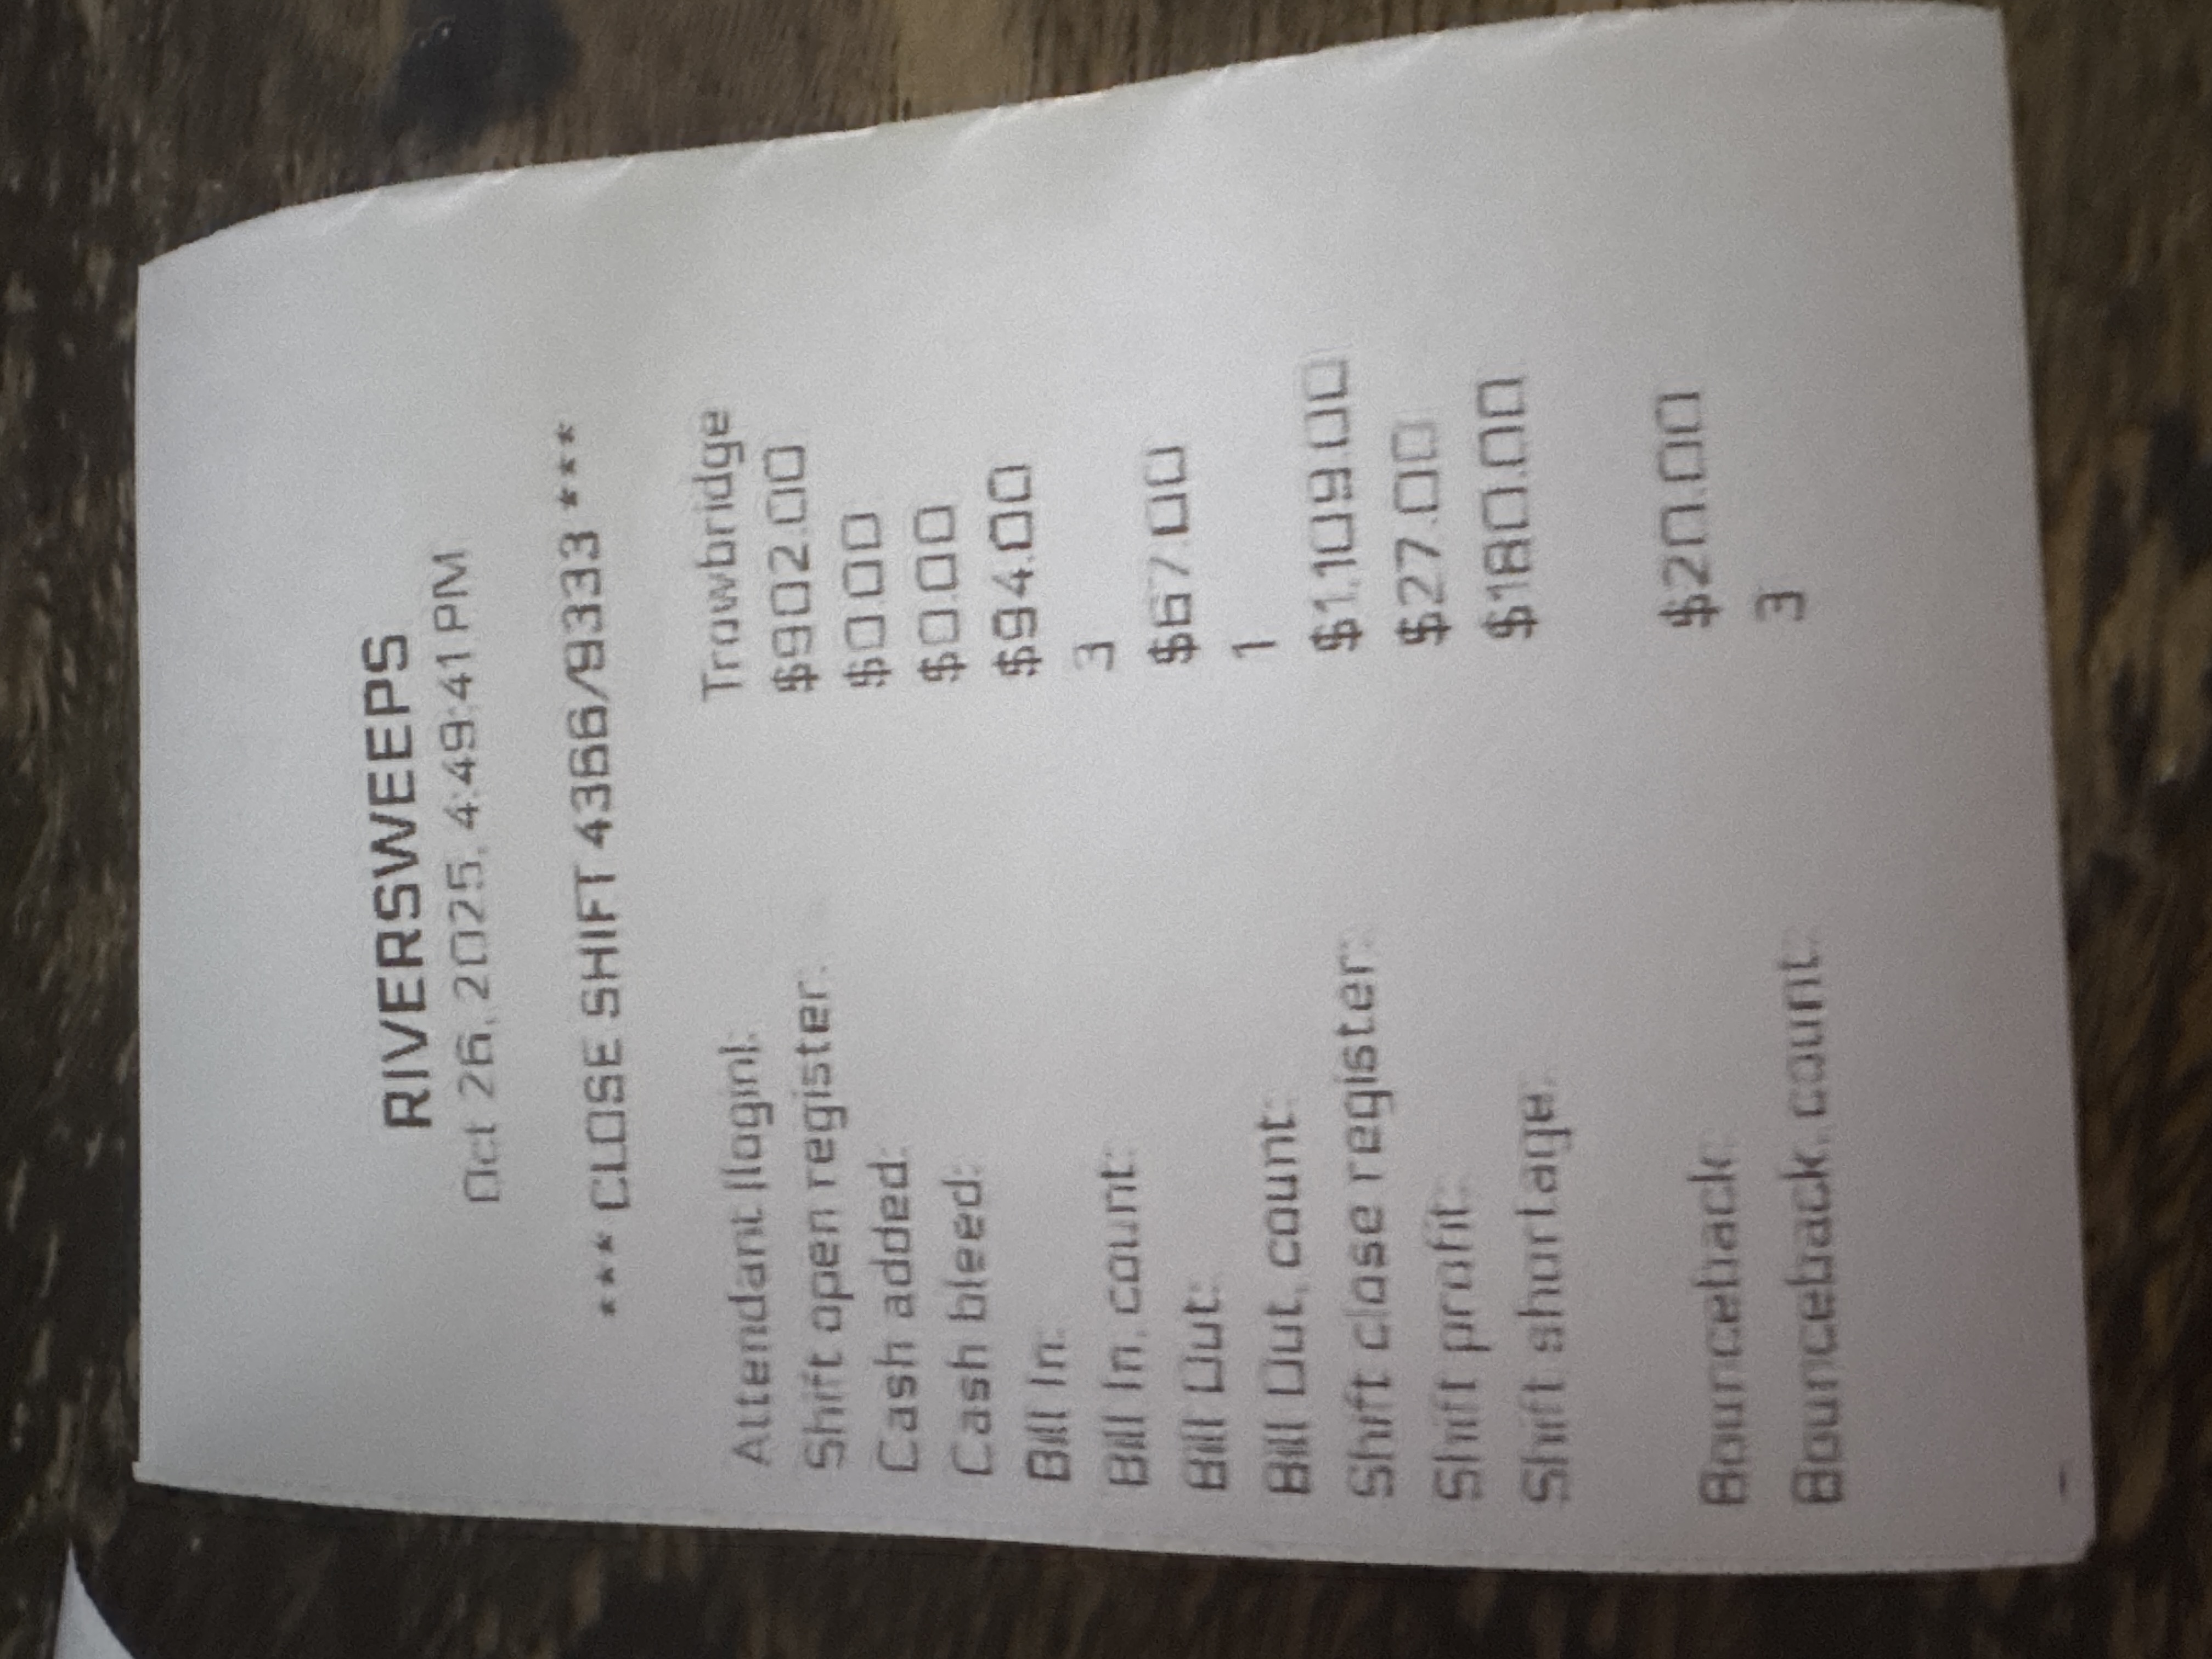 RIVERSWEEPS
Oct 26, 2025, 4:49:41 PM
*** CLOSE SHIFT 4366/9333 ***
Attendant (login): Trowbridge
Shift open register: $902.00
Cash added: $0.00
Cash bleed: $0.00
Bill In: $94.00
Bill In, count: 3
Bill Out: $67.00
Bill Out, count: 1
Shift close register: $1,109.00
Shift profit: $27.00
Shift shortage: $180.00
Bounceback: $20.00
Bounceback, count: 3